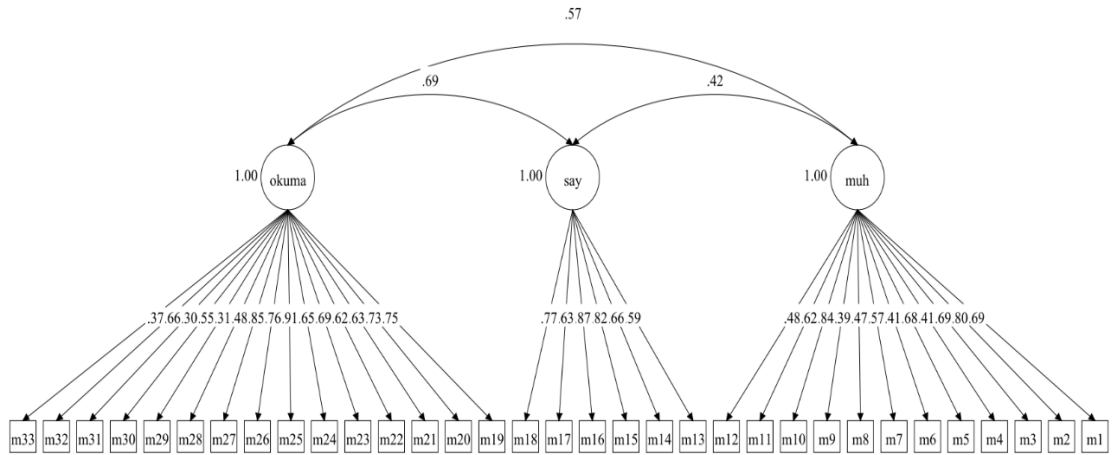 .57
.69 .42
1.00 okuma 1.00 say 1.00 muh
.37.66.30.55.31.48.85.76.91.65.69.62.63.73.75 .77.63.87.82.66.59 .48.62.84.39.47.57.41.68.41.69.80.69
m33 m32 m31 m30 m29 m28 m27 m26 m25 m24 m23 m22 m21 m20 m19 m18 m17 m16 m15 m14 m13 m12 m11 m10 m9 m8 m7 m6 m5 m4 m3 m2 m1